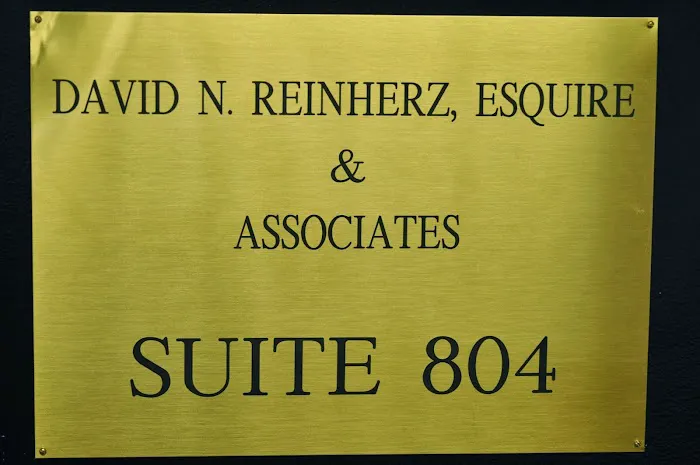 DAVID N. REINHERZ, ESQUIRE
&
ASSOCIATES
SUITE 804